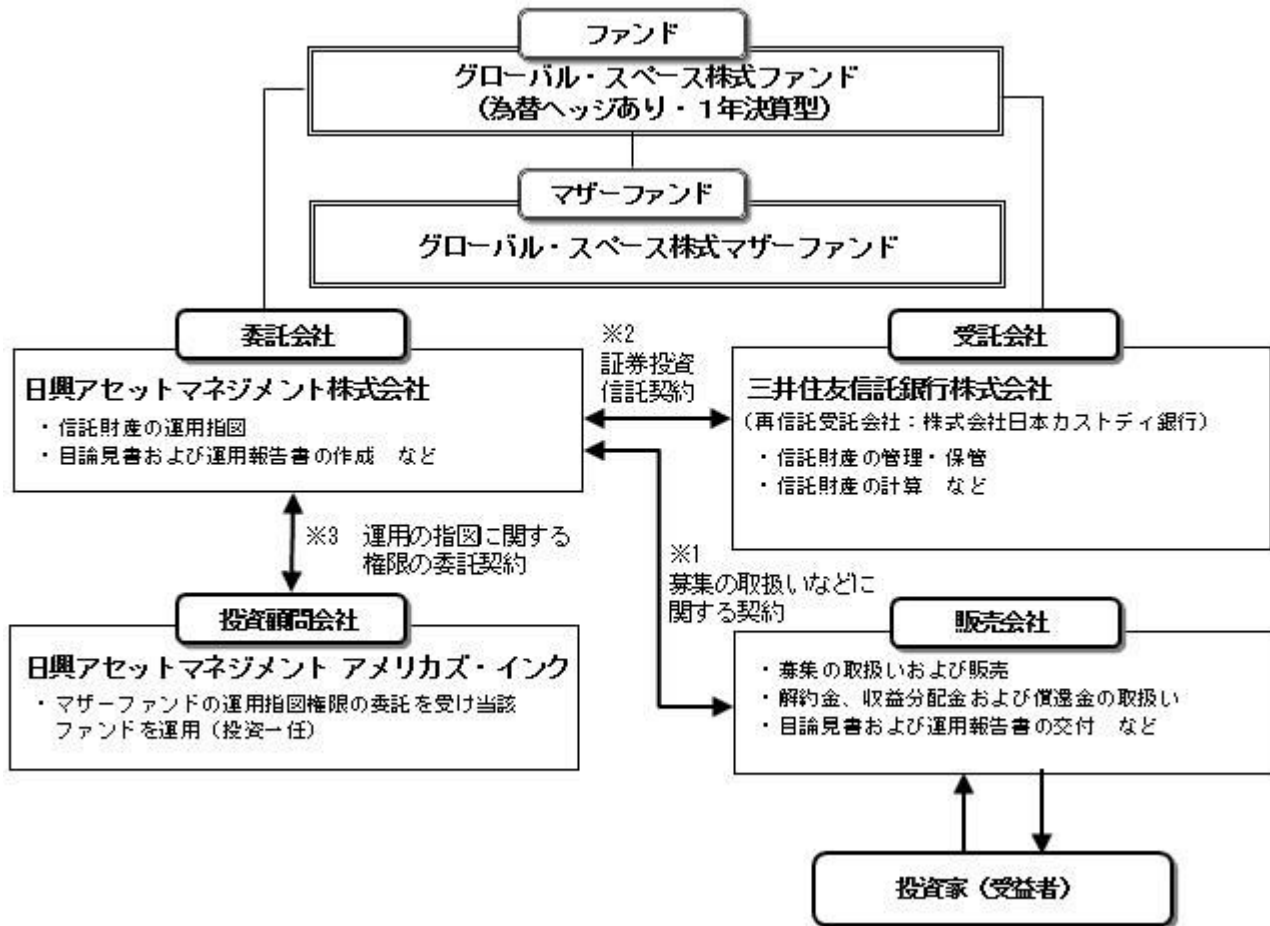 ファンド
グローバル・スペース株式ファンド
（為替ヘッジあり・１年決算型）
マザーファンド
グローバル・スペース株式マザーファンド
委託会社
日興アセットマネジメント株式会社
・信託財産の運用指図
・目論見書および運用報告書の作成　など
※2
証券投資
信託契約
受託会社
三井住友信託銀行株式会社
（再信託受託会社：株式会社日本カストディ銀行）
・信託財産の管理・保管
・信託財産の計算　など
※3　運用の指図に関する
権限の委託契約
※1
募集の取扱いなどに
関する契約
投資顧問会社
日興アセットマネジメント アメリカズ・インク
・マザーファンドの運用指図権限の委託を受け当該
ファンドを運用（投資一任）
販売会社
・募集の取扱いおよび販売
・解約金、収益分配金および償還金の取扱い
・目論見書および運用報告書の交付　など
投資家（受益者）